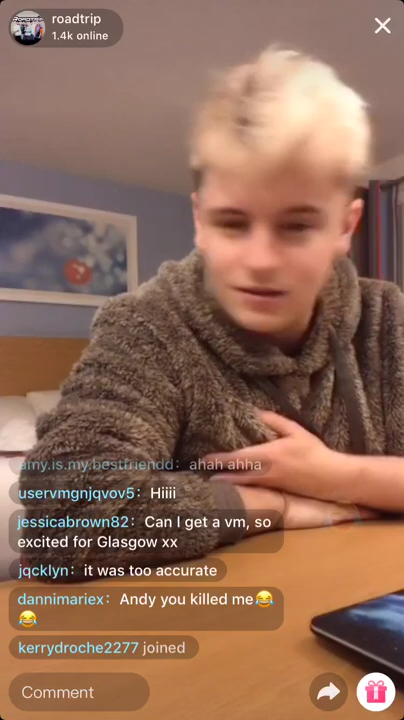 roadtrip
1.4k online
amy.is.my.bestfriendd: ahah ahha
uservmgnjqvov5: Hiiii
jessicabrown82: Can I get a vm, so
excited for Glasgow xx
jqcklyn: it was too accurate
dannimariex: Andy you killed me😂
😂
kerrydroche2277 joined
Comment